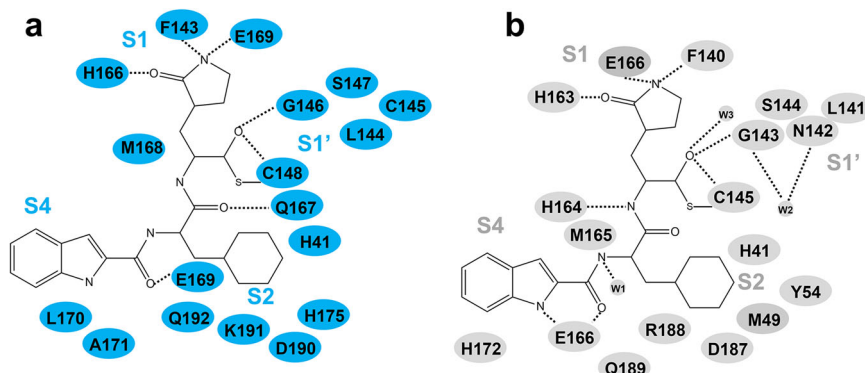 a
S1
F143
E169
N
H166
O
S147
G146
C145
O
L144
M168
S1'
C148
S
N
Q167
O
S4
H41
N
E169
N
O
S2
L170
Q192
H175
K191
A171
D190
b
S1
E166
F140
N
H163
O
S144
L141
W3
G143
N142
O
S1'
C145
S
W2
H164
N
S4
M165
O
H41
N
S2
W1
Y54
M49
N
O
R188
E166
H172
D187
Q189